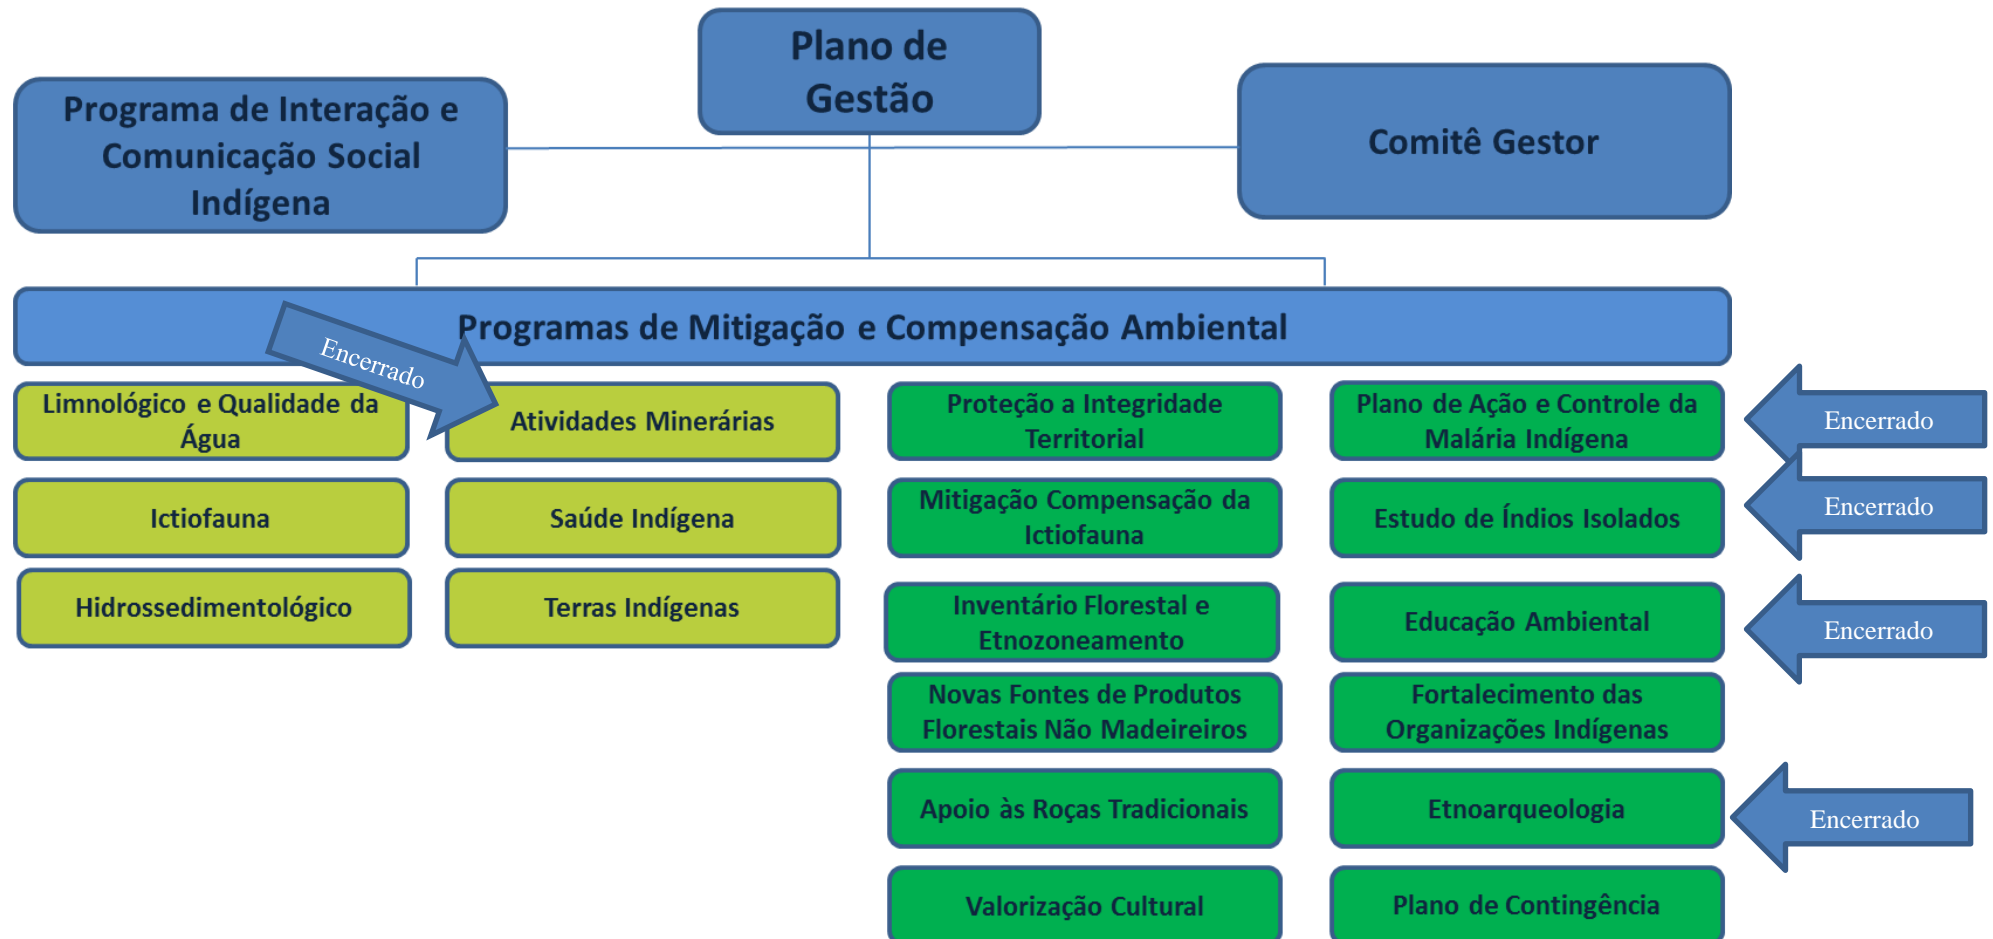 Plano de
Gestão
Programa de Interação e
Comunicação Social
Indígena
Comitê Gestor
Programas de Mitigação e Compensação Ambiental
Encerrado
Limnológico e Qualidade da
Água
Atividades Minerárias
Proteção a Integridade
Territorial
Plano de Ação e Controle da
Malária Indígena
Encerrado
Ictiofauna
Saúde Indígena
Mitigação Compensação da
Ictiofauna
Estudo de Índios Isolados
Encerrado
Hidrossedimentológico
Terras Indígenas
Inventário Florestal e
Etnozoneamento
Educação Ambiental
Encerrado
Novas Fontes de Produtos
Florestais Não Madeireiros
Fortalecimento das
Organizações Indígenas
Apoio às Roças Tradicionais
Etnoarqueologia
Encerrado
Valorização Cultural
Plano de Contingência